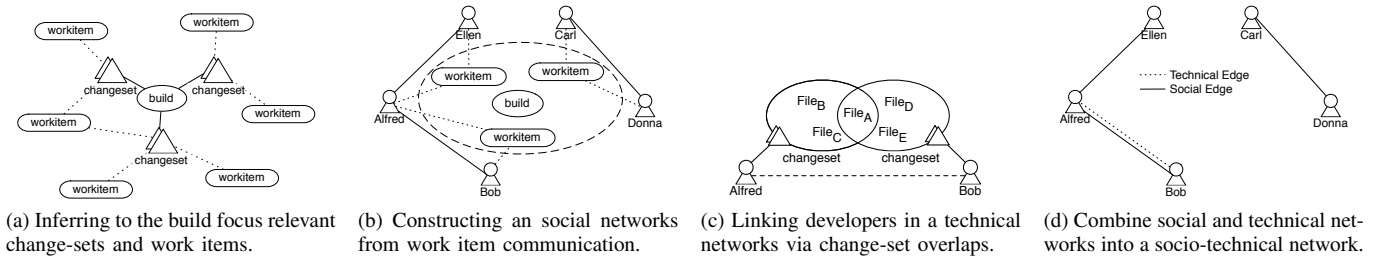 workitem
workitem
changeset
changeset
build
workitem
workitem
changeset
workitem
workitem
(a) Inferring to the build focus relevant
change-sets and work items.
Ellen
Carl
workitem
workitem
build
Alfred
Donna
workitem
Bob
(b) Constructing an social networks
from work item communication.
FileB
FileD
FileA
FileC
FileE
changeset
changeset
Alfred
Bob
(c) Linking developers in a technical
networks via change-set overlaps.
Ellen
Carl
Technical Edge
Social Edge
Alfred
Donna
Bob
(d) Combine social and technical net-
works into a socio-technical network.